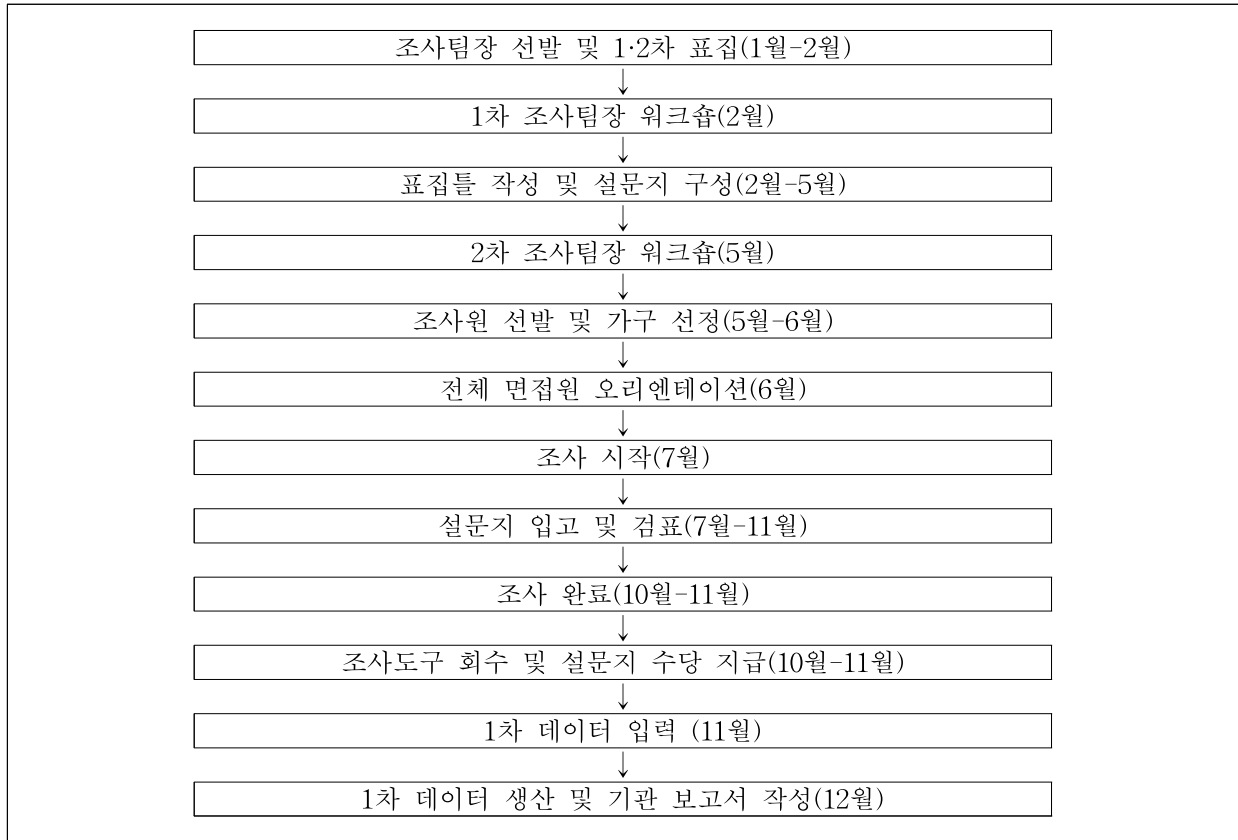 조사팀장 선발 및 1·2차 표집(1월-2월)
1차 조사팀장 워크숍(2월)
표집틀 작성 및 설문지 구성(2월-5월)
2차 조사팀장 워크숍(5월)
조사원 선발 및 가구 선정(5월-6월)
전체 면접원 오리엔테이션(6월)
조사 시작(7월)
설문지 입고 및 검표(7월-11월)
조사 완료(10월-11월)
조사도구 회수 및 설문지 수당 지급(10월-11월)
1차 데이터 입력 (11월)
1차 데이터 생산 및 기관 보고서 작성(12월)